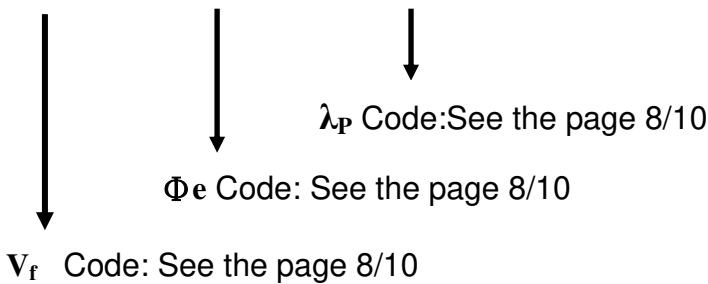 λP Code:See the page 8/10
Φe Code: See the page 8/10
Vf Code: See the page 8/10